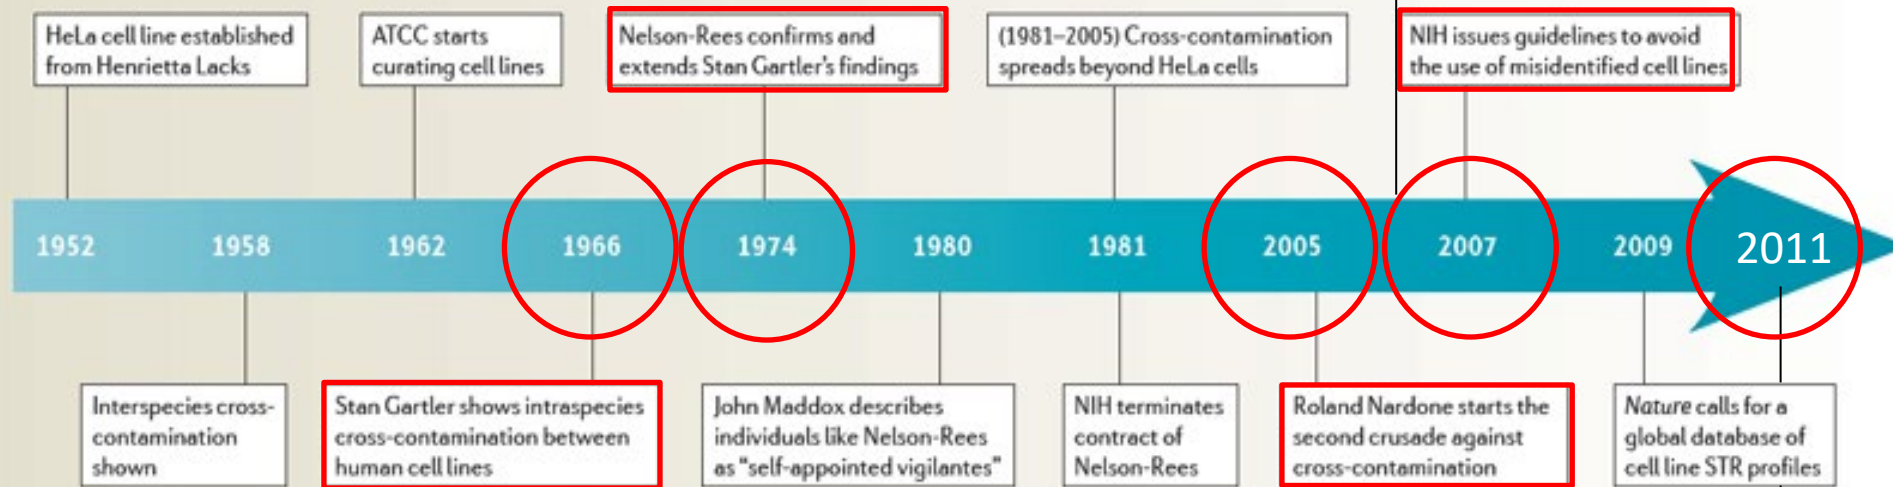 HeLa cell line established
from Henrietta Lacks
ATCC starts
curating cell lines
Nelson-Rees confirms and
extends Stan Gartler's findings
(1981–2005) Cross-contamination
spreads beyond HeLa cells
NIH issues guidelines to avoid
the use of misidentified cell lines
1952
1958
1962
1966
1974
1980
1981
2005
2007
2009
2011
Interspecies cross-
contamination
shown
Stan Gartler shows intraspecies
cross-contamination between
human cell lines
John Maddox describes
individuals like Nelson-Rees
as "self-appointed vigilantes"
NIH terminates
contract of
Nelson-Rees
Roland Nardone starts the
second crusade against
cross-contamination
Nature calls for a
global database of
cell line STR profiles